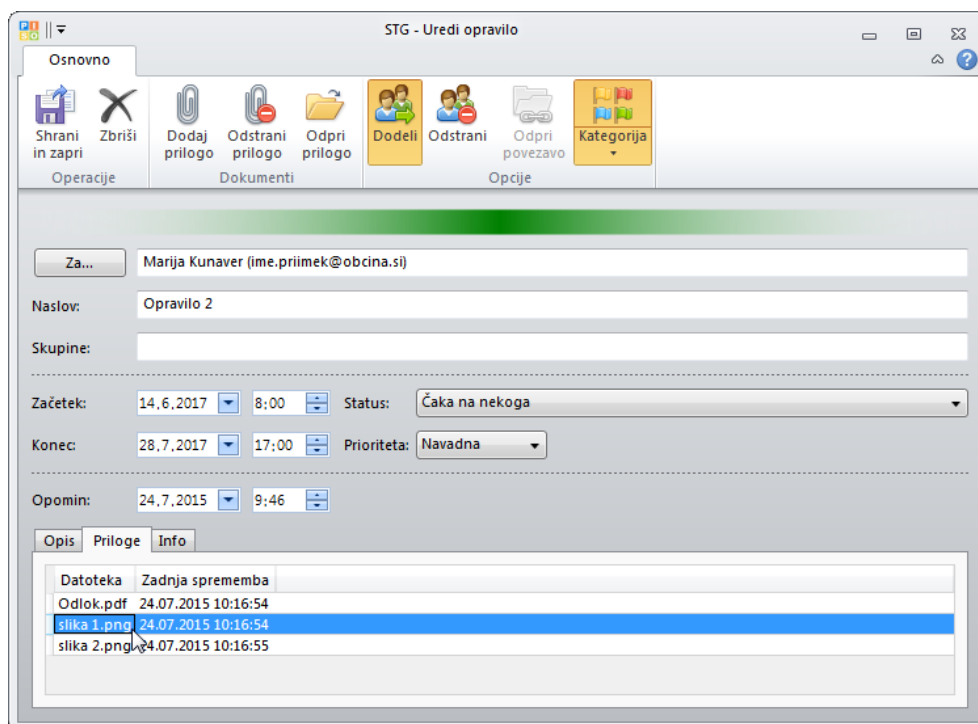 STG - Uredi opravilo
Osnovno
Shrani in zapri
Zbriši
Dodaj prilogo
Odstrani prilogo
Odpri prilogo
Dodeli
Odstrani
Odpri povezavo
Kategorija
Operacije
Dokumenti
Opcije
Za... Marija Kunaver (ime.priimek@obcina.si)
Naslov: Opravilo 2
Skupine:
Začetek: 14.6.2017 8:00 Status: Čaka na nekoga
Konec: 28.7.2017 17:00 Prioriteta: Navadna
Opomin: 24.7.2015 9:46
Opis Priloge Info
Datoteka Zadnja sprememba
Odlok.pdf 24.07.2015 10:16:54
slika 1.png 24.07.2015 10:16:54
slika 2.png 24.07.2015 10:16:55